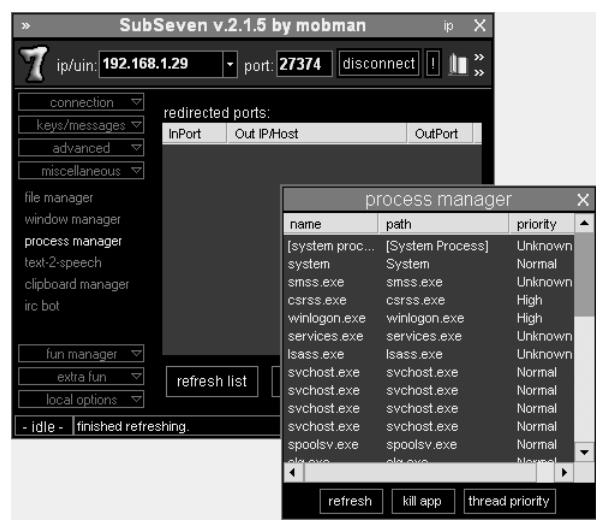 » SubSeven v.2.1.5 by mobman ip X
ip/uin: 192.168.1.29 port: 27374 disconnect ! »
connection
keys/messages
advanced
miscellaneous
file manager
window manager
process manager
text-2-speech
clipboard manager
irc bot
fun manager
extra fun
local options
redirected ports:
InPort Out IP/Host OutPort
refresh list
- idle - finished refreshing.
process manager X
name path priority
[system proc... [System Process] Unknown
system System Normal
smss.exe smss.exe Unknown
csrss.exe csrss.exe High
winlogon.exe winlogon.exe High
services.exe services.exe Unknown
lsass.exe lsass.exe Unknown
svchost.exe svchost.exe Normal
svchost.exe svchost.exe Normal
svchost.exe svchost.exe Normal
svchost.exe svchost.exe Normal
spoolsv.exe spoolsv.exe Normal
refresh kill app thread priority